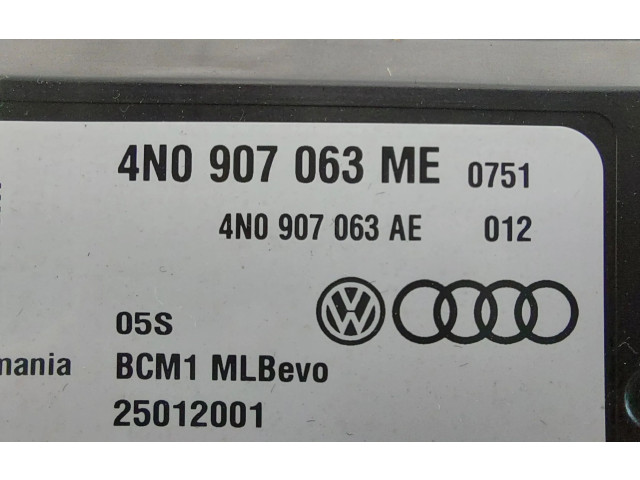 4N0 907 063 ME 0751
4N0 907 063 AE 012
05S
mania BCM1 MLBevo
25012001